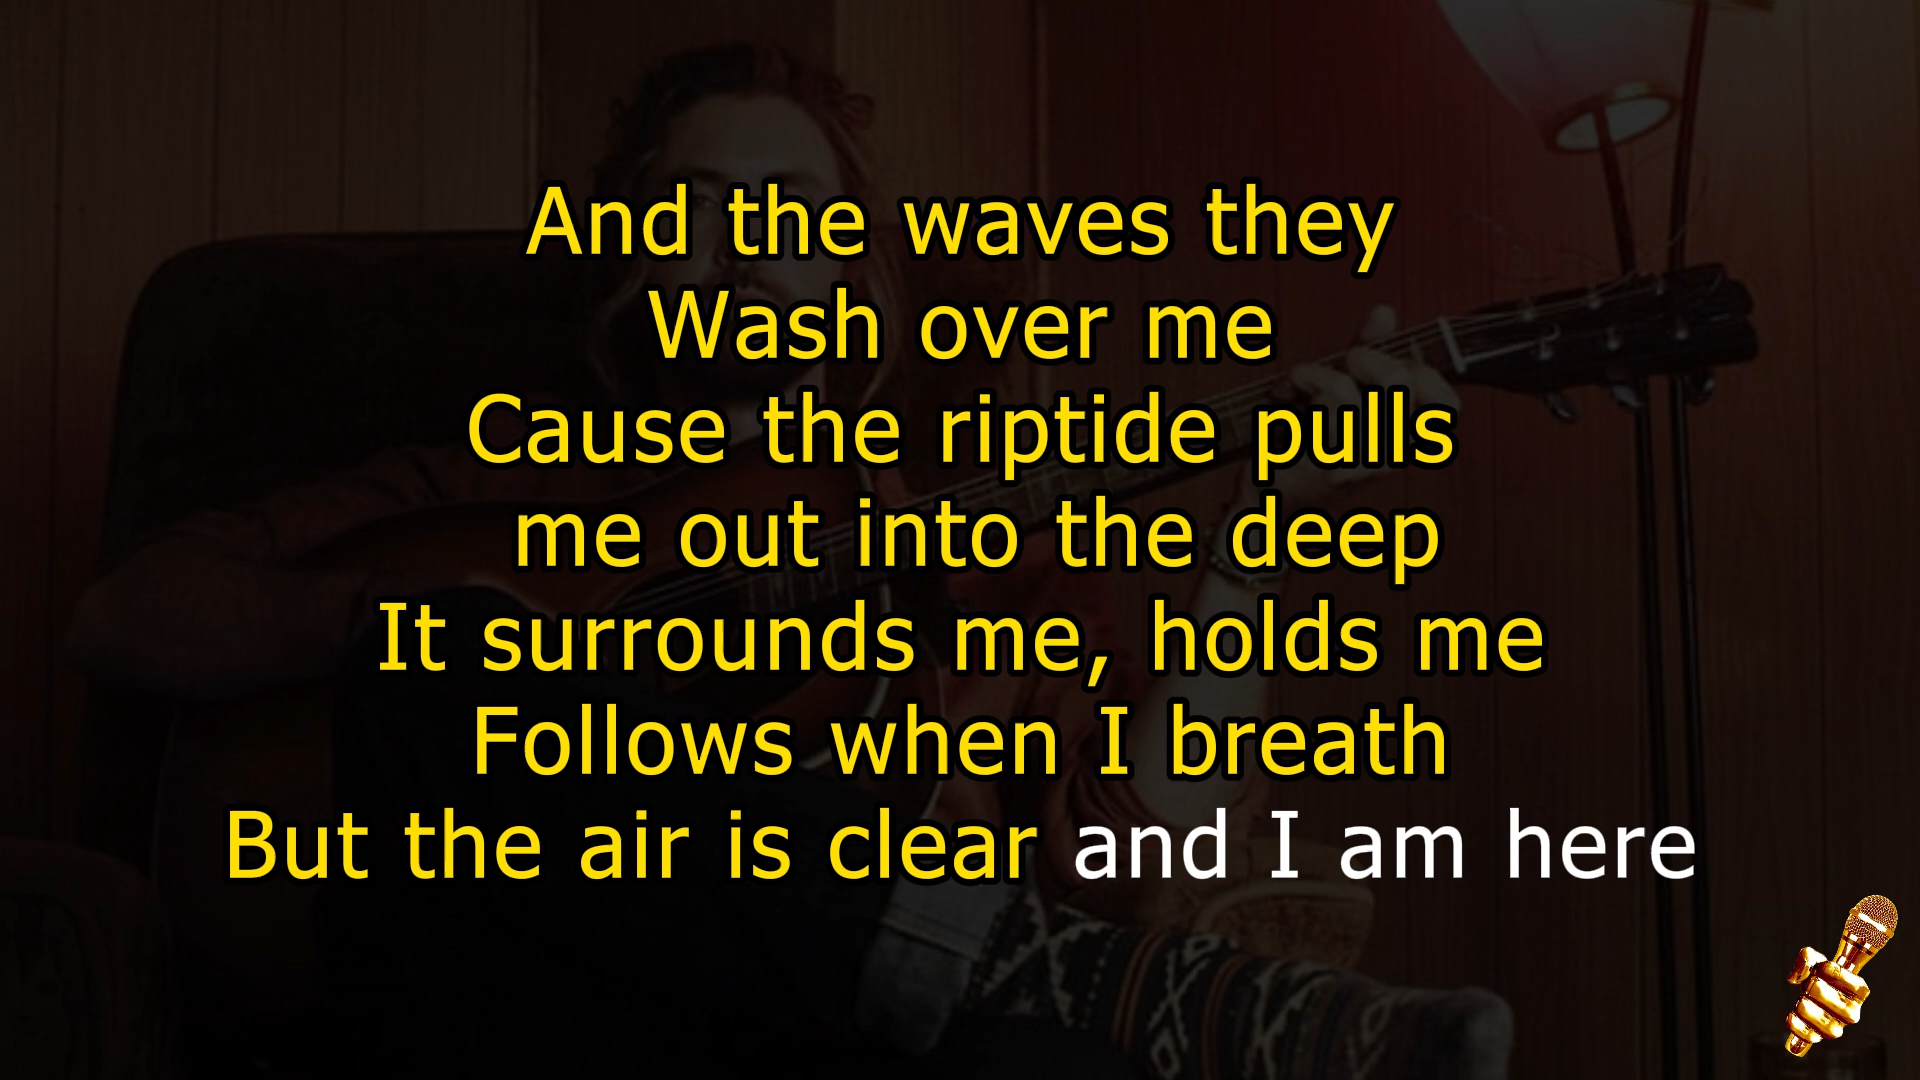 And the waves they
Wash over me
Cause the riptide pulls
me out into the deep
It surrounds me, holds me
Follows when I breath
But the air is clear and I am here